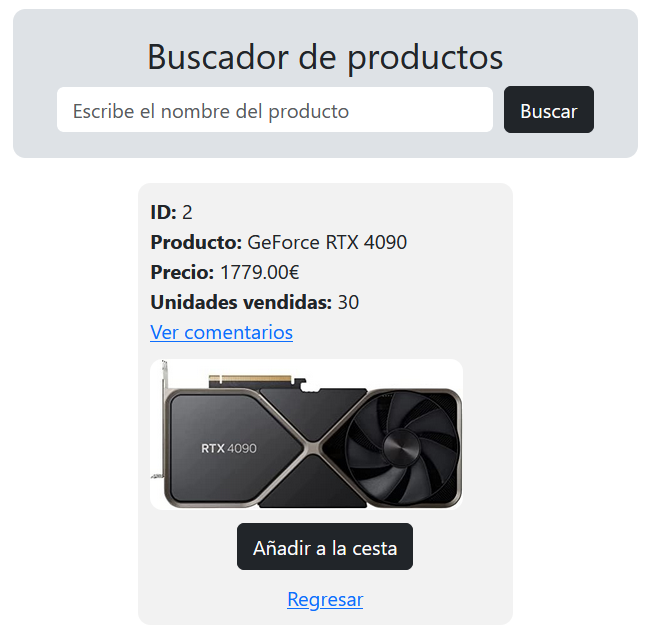 Buscador de productos
Escribe el nombre del producto
Buscar
ID: 2
Producto: GeForce RTX 4090
Precio: 1779.00€
Unidades vendidas: 30
Ver comentarios
RTX 4090
Añadir a la cesta
Regresar